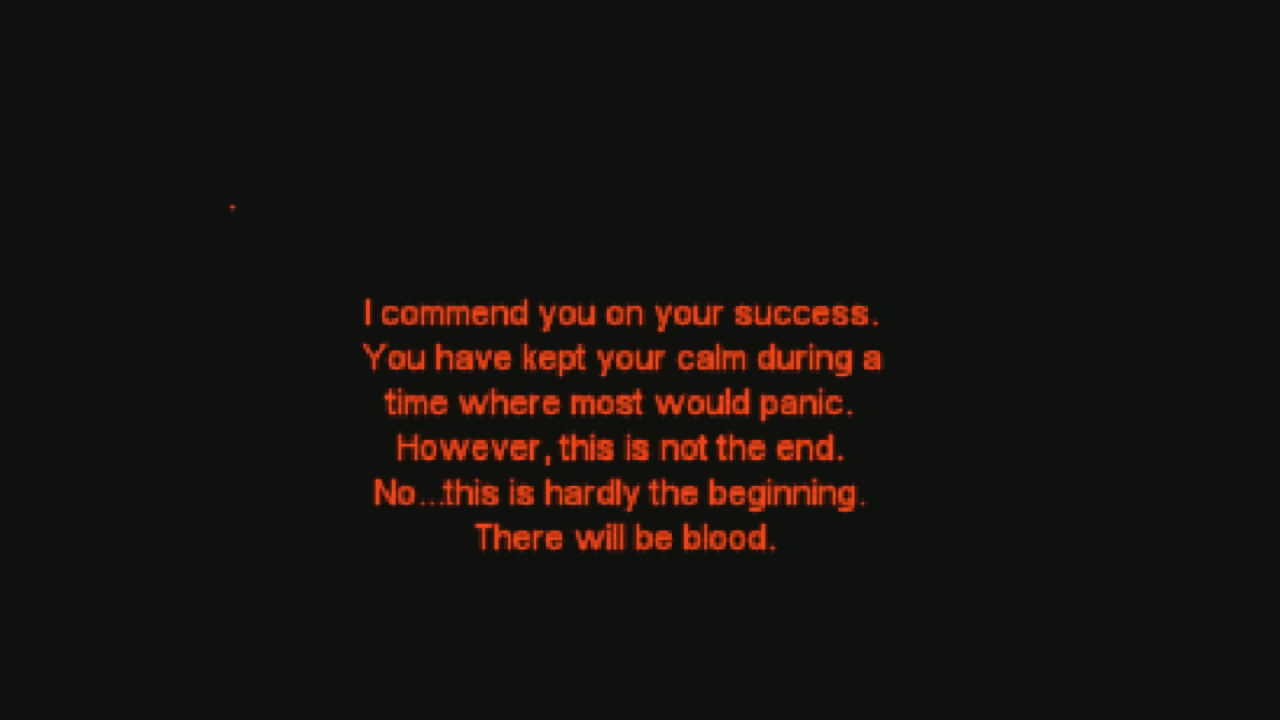 I commend you on your success.
You have kept your calm during a
time where most would panic.
However, this is not the end.
No...this is hardly the beginning.
There will be blood.